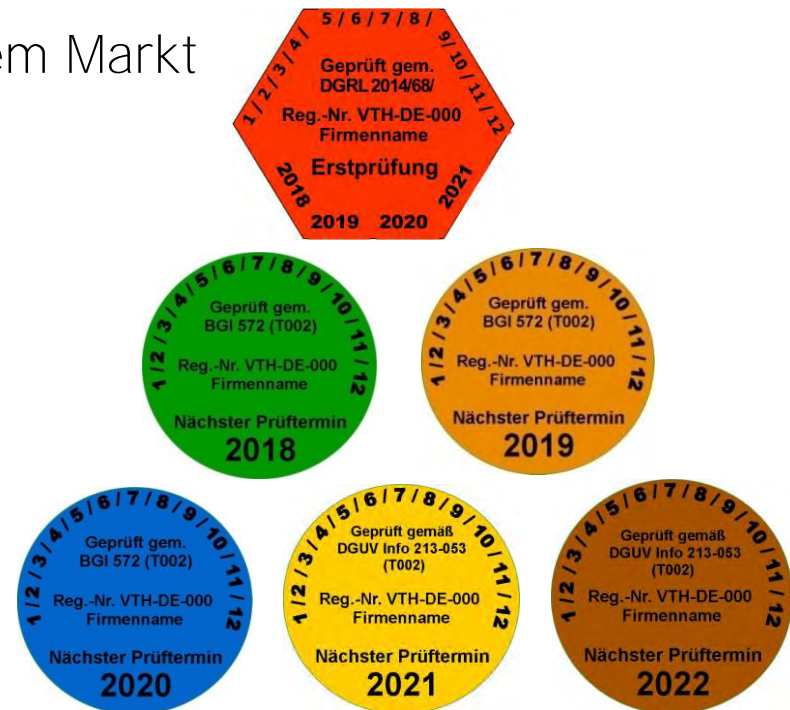 em Markt
1/2/3/4/ 5/6/7/8/ 9/10/11/12
Geprüft gem.
DGRL 2014/68/
Reg.-Nr. VTH-DE-000
Firmenname
Erstprüfung
2018 2019 2020 2021
1/2/3/4/5/6/7/8/9/10/11/12
Geprüft gem.
BGI 572 (T002)
Reg.-Nr. VTH-DE-000
Firmenname
Nächster Prüftermin
2018
1/2/3/4/5/6/7/8/9/10/11/12
Geprüft gem.
BGI 572 (T002)
Reg.-Nr. VTH-DE-000
Firmenname
Nächster Prüftermin
2019
1/2/3/4/5/6/7/8/9/10/11/12
Geprüft gem.
BGI 572 (T002)
Reg.-Nr. VTH-DE-000
Firmenname
Nächster Prüftermin
2020
1/2/3/4/5/6/7/8/9/10/11/12
Geprüft gemäß
DGUV Info 213-053
(T002)
Reg.-Nr. VTH-DE-000
Firmenname
Nächster Prüftermin
2021
1/2/3/4/5/6/7/8/9/10/11/12
Geprüft gemäß
DGUV Info 213-053
(T002)
Reg.-Nr. VTH-DE-000
Firmenname
Nächster Prüftermin
2022